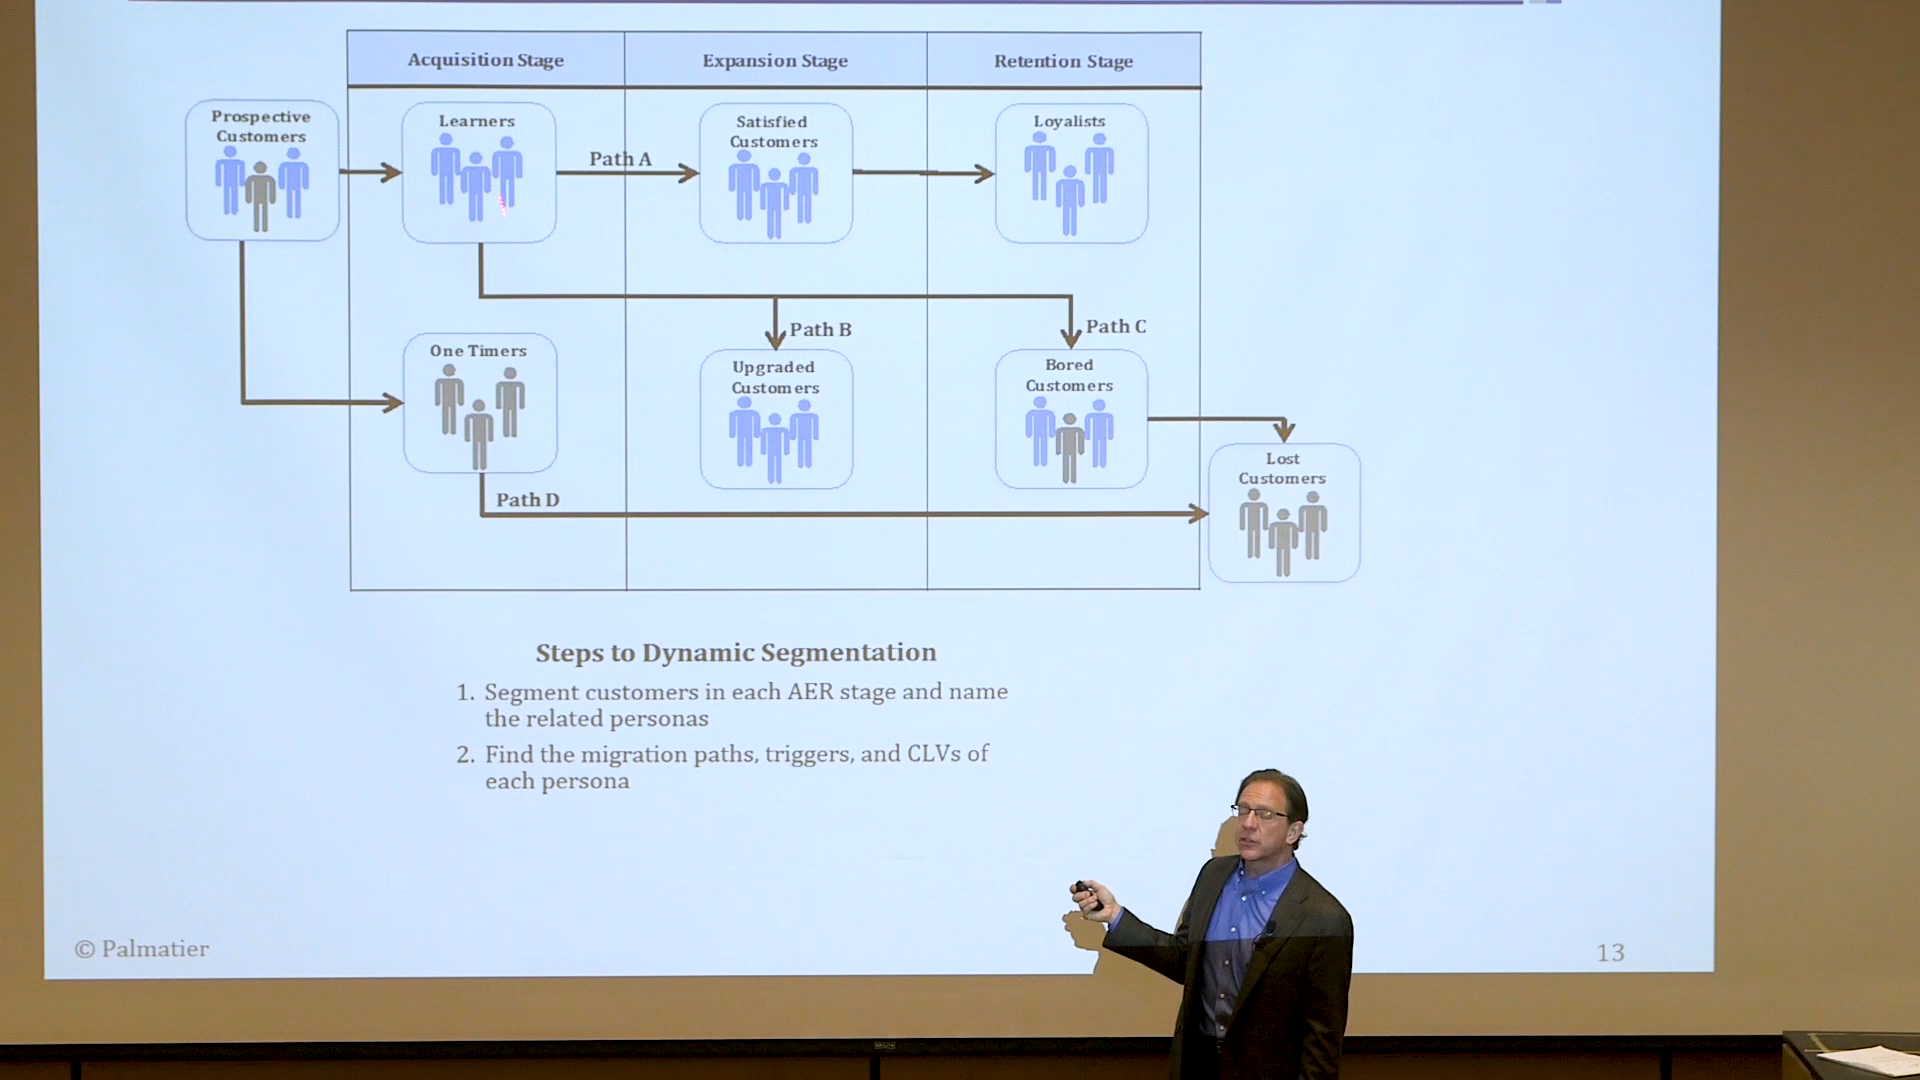 Acquisition Stage
Expansion Stage
Retention Stage
Prospective
Customers
Learners
Path A
Satisfied
Customers
Loyalists
Path B
Path C
One Timers
Upgraded
Customers
Bored
Customers
Path D
Lost
Customers
Steps to Dynamic Segmentation
1. Segment customers in each AER stage and name
the related personas
2. Find the migration paths, triggers, and CLVs of
each persona
© Palmatier
13